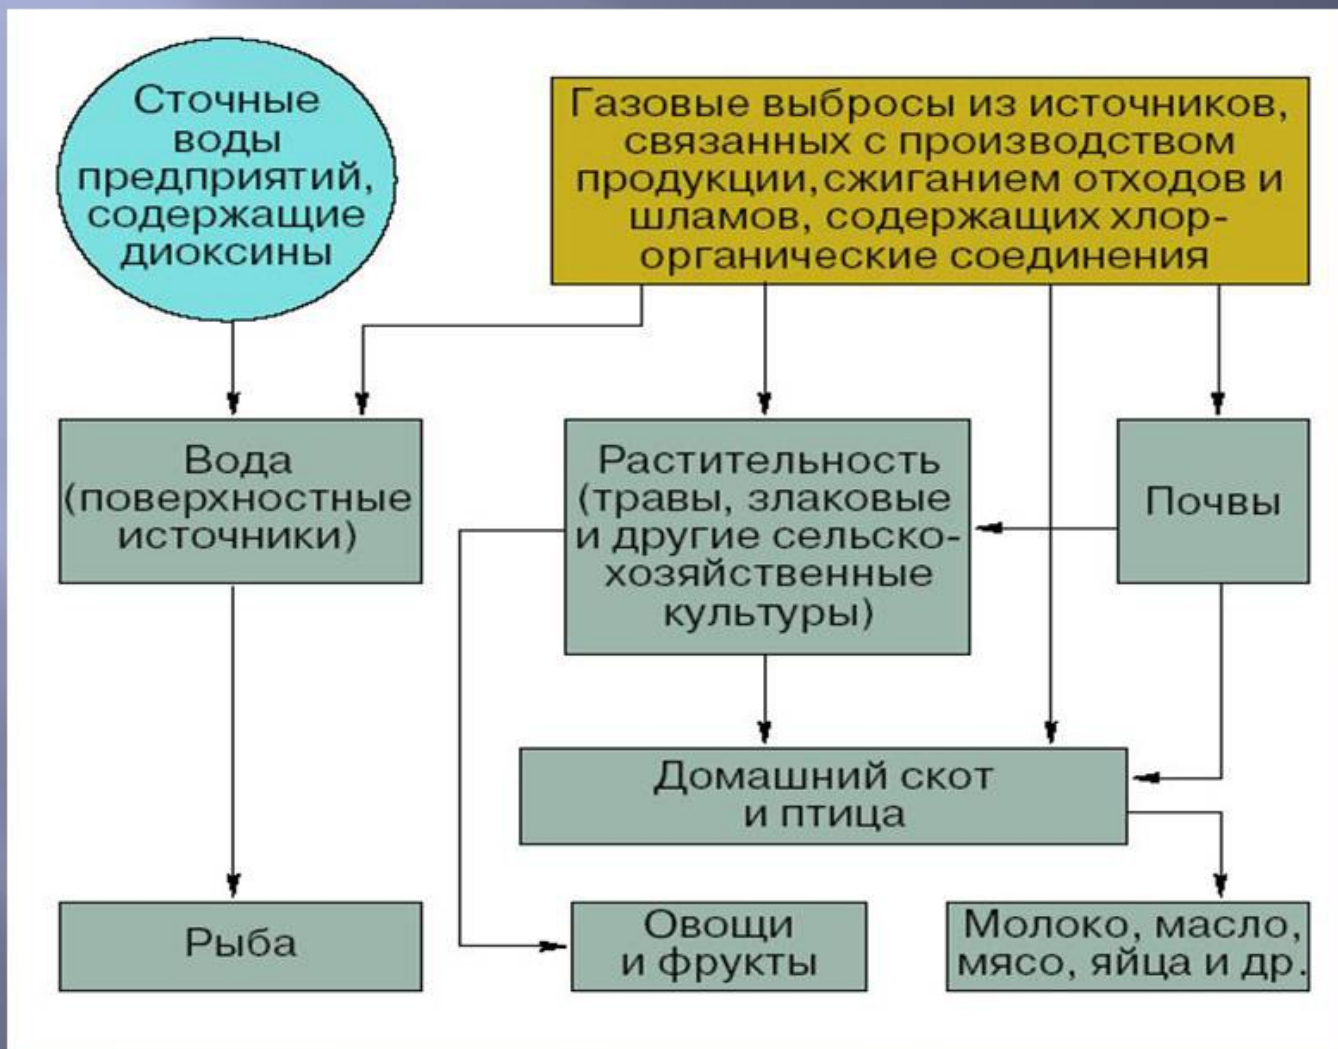 Сточные
воды
предприятий,
содержащие
диоксины
Газовые выбросы из источников,
связанных с производством
продукции, сжиганием отходов и
шламов, содержащих хлор-
органические соединения
Вода
(поверхностные
источники)
Растительность
(травы, злаковые
и другие сельско-
хозяйственные
культуры)
Почвы
Домашний скот
и птица
Рыба
Овощи
и фрукты
Молоко, масло,
мясо, яйца и др.